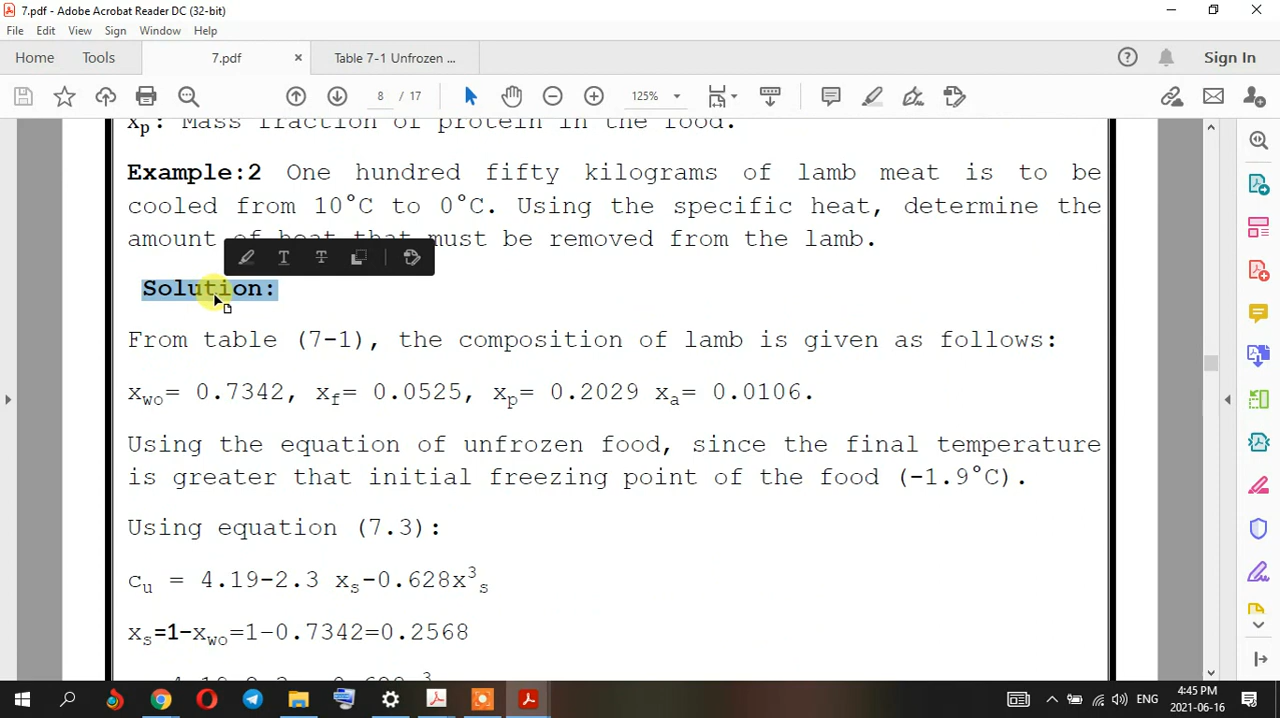 7.pdf - Adobe Acrobat Reader DC (32-bit)
File Edit View Sign Window Help
Home Tools 7.pdf × Table 7-1 Unfrozen ... Sign In
8 / 17 125%
xp: Mass fraction of protein in the food.
Example:2 One hundred fifty kilograms of lamb meat is to be
cooled from 10°C to 0°C. Using the specific heat, determine the
amount of heat that must be removed from the lamb.
Solution:
From table (7-1), the composition of lamb is given as follows:
xwo= 0.7342, xf= 0.0525, xp= 0.2029 xa= 0.0106.
Using the equation of unfrozen food, since the final temperature
is greater that initial freezing point of the food (-1.9°C).
Using equation (7.3):
cu = 4.19-2.3 xs-0.628x³s
xs=1-xwo=1-0.7342=0.2568
ENG
4:45 PM
2021-06-16